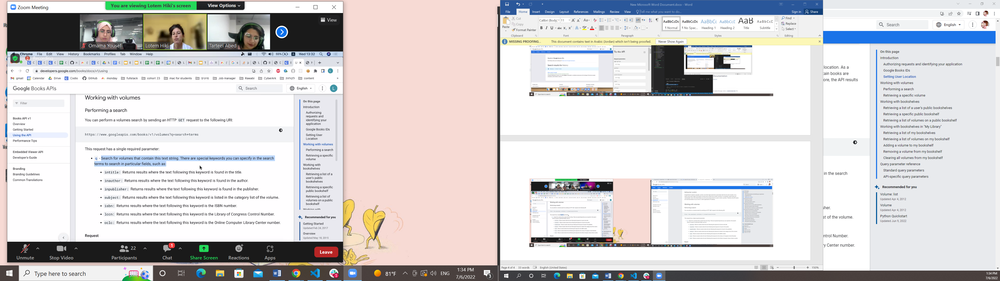 Zoom Meeting
You are viewing Lotem Hiki's screen
View Options
View
Omama Yousef
Lotem Hiki
Tarteel Abed
Chrome File Edit View History Bookmarks Profiles Tab Window Help
55% Wed 13:32
Recording
developers.google.com/books/docs/v1/using
gmail Calendar Drive Codio GitHub monday fullstack cohort 23 mac for students מיונים Job manager Rawabi CyberArk לקוחות content
Google Books APIs
Search
English
L
Filter
Books API v1
Overview
Getting Started
Using the API
Performance Tips
Embedded Viewer API
Developer's Guide
Branding
Branding Guidelines
Common Translations
Working with volumes
Performing a search
You can perform a volumes search by sending an HTTP GET request to the following URI:
https://www.googleapis.com/books/v1/volumes?q=search+terms
This request has a single required parameter:
q - Search for volumes that contain this text string. There are special keywords you can specify in the search
terms to search in particular fields, such as:
intitle: Returns results where the text following this keyword is found in the title.
inauthor: Returns results where the text following this keyword is found in the author.
inpublisher: Returns results where the text following this keyword is found in the publisher.
subject: Returns results where the text following this keyword is listed in the category list of the volume.
isbn: Returns results where the text following this keyword is the ISBN number.
lccn: Returns results where the text following this keyword is the Library of Congress Control Number.
oclc: Returns results where the text following this keyword is the Online Computer Library Center number.
Request
On this page
Introduction
Authorizing
requests and
identifying your
application
Google Books IDs
Setting User
Location
Working with volumes
Performing a search
Retrieving a specific
volume
Working with
bookshelves
Retrieving a list of a
user's public
bookshelves
Retrieving a specific
public bookshelf
Retrieving a list of
volumes on a public
bookshelf
Working with
Recommended for you
Getting Started
Updated Feb 24, 2017
Overview
Updated May 18, 2015
Unmute
Stop Video
22
Participants
1
Chat
Share Screen
Reactions
Apps
Leave
Type here to search
81°F
ENG
1:34 PM
7/6/2022
3
New Microsoft Word Document.docx - Word
File Home Insert Design Layout References Mailings Review View Tell me what you want to do...
Sign in Share
Paste
Cut
Copy
Format Painter
Clipboard
Calibri (Body) 11
Font
Paragraph
AaBbCcDc AaBbCcDc AaBbCc AaBbCcE AaB AaBbCcD
¶ Normal ¶ No Spac... Heading 1 Heading 2 Title Subtitle
Styles
Find
Replace
Select
Editing
MISSING PROOFING... This document contains text in Arabic (Jordan) which isn't being proofed. Never Show Again
Try this API
Search results for history
Documentation
Setting User Location
Working with volumes
Page 4 of 4 33 words English (United States)
150%
Search
English
location. As a
tain books are
ore, the API results
in the search
her.
st of the volume.
ntrol Number.
ry Center number.
On this page
Introduction
Authorizing requests and identifying your application
Google Books IDs
Setting User Location
Working with volumes
Performing a search
Retrieving a specific volume
Working with bookshelves
Retrieving a list of a user's public bookshelves
Retrieving a specific public bookshelf
Retrieving a list of volumes on a public bookshelf
Working with bookshelves in "My Library"
Retrieving a list of my bookshelves
Retrieving a list of volumes on my bookshelf
Adding a volume to my bookshelf
Removing a volume from my bookshelf
Clearing all volumes from my bookshelf
Query parameter reference
Standard query parameters
API-specific query parameters
Recommended for you
Volume: list
Updated Apr 4, 2012
Volume
Updated Apr 4, 2012
Python Quickstart
Updated Jun 9, 2022
1:34 PM
7/6/2022